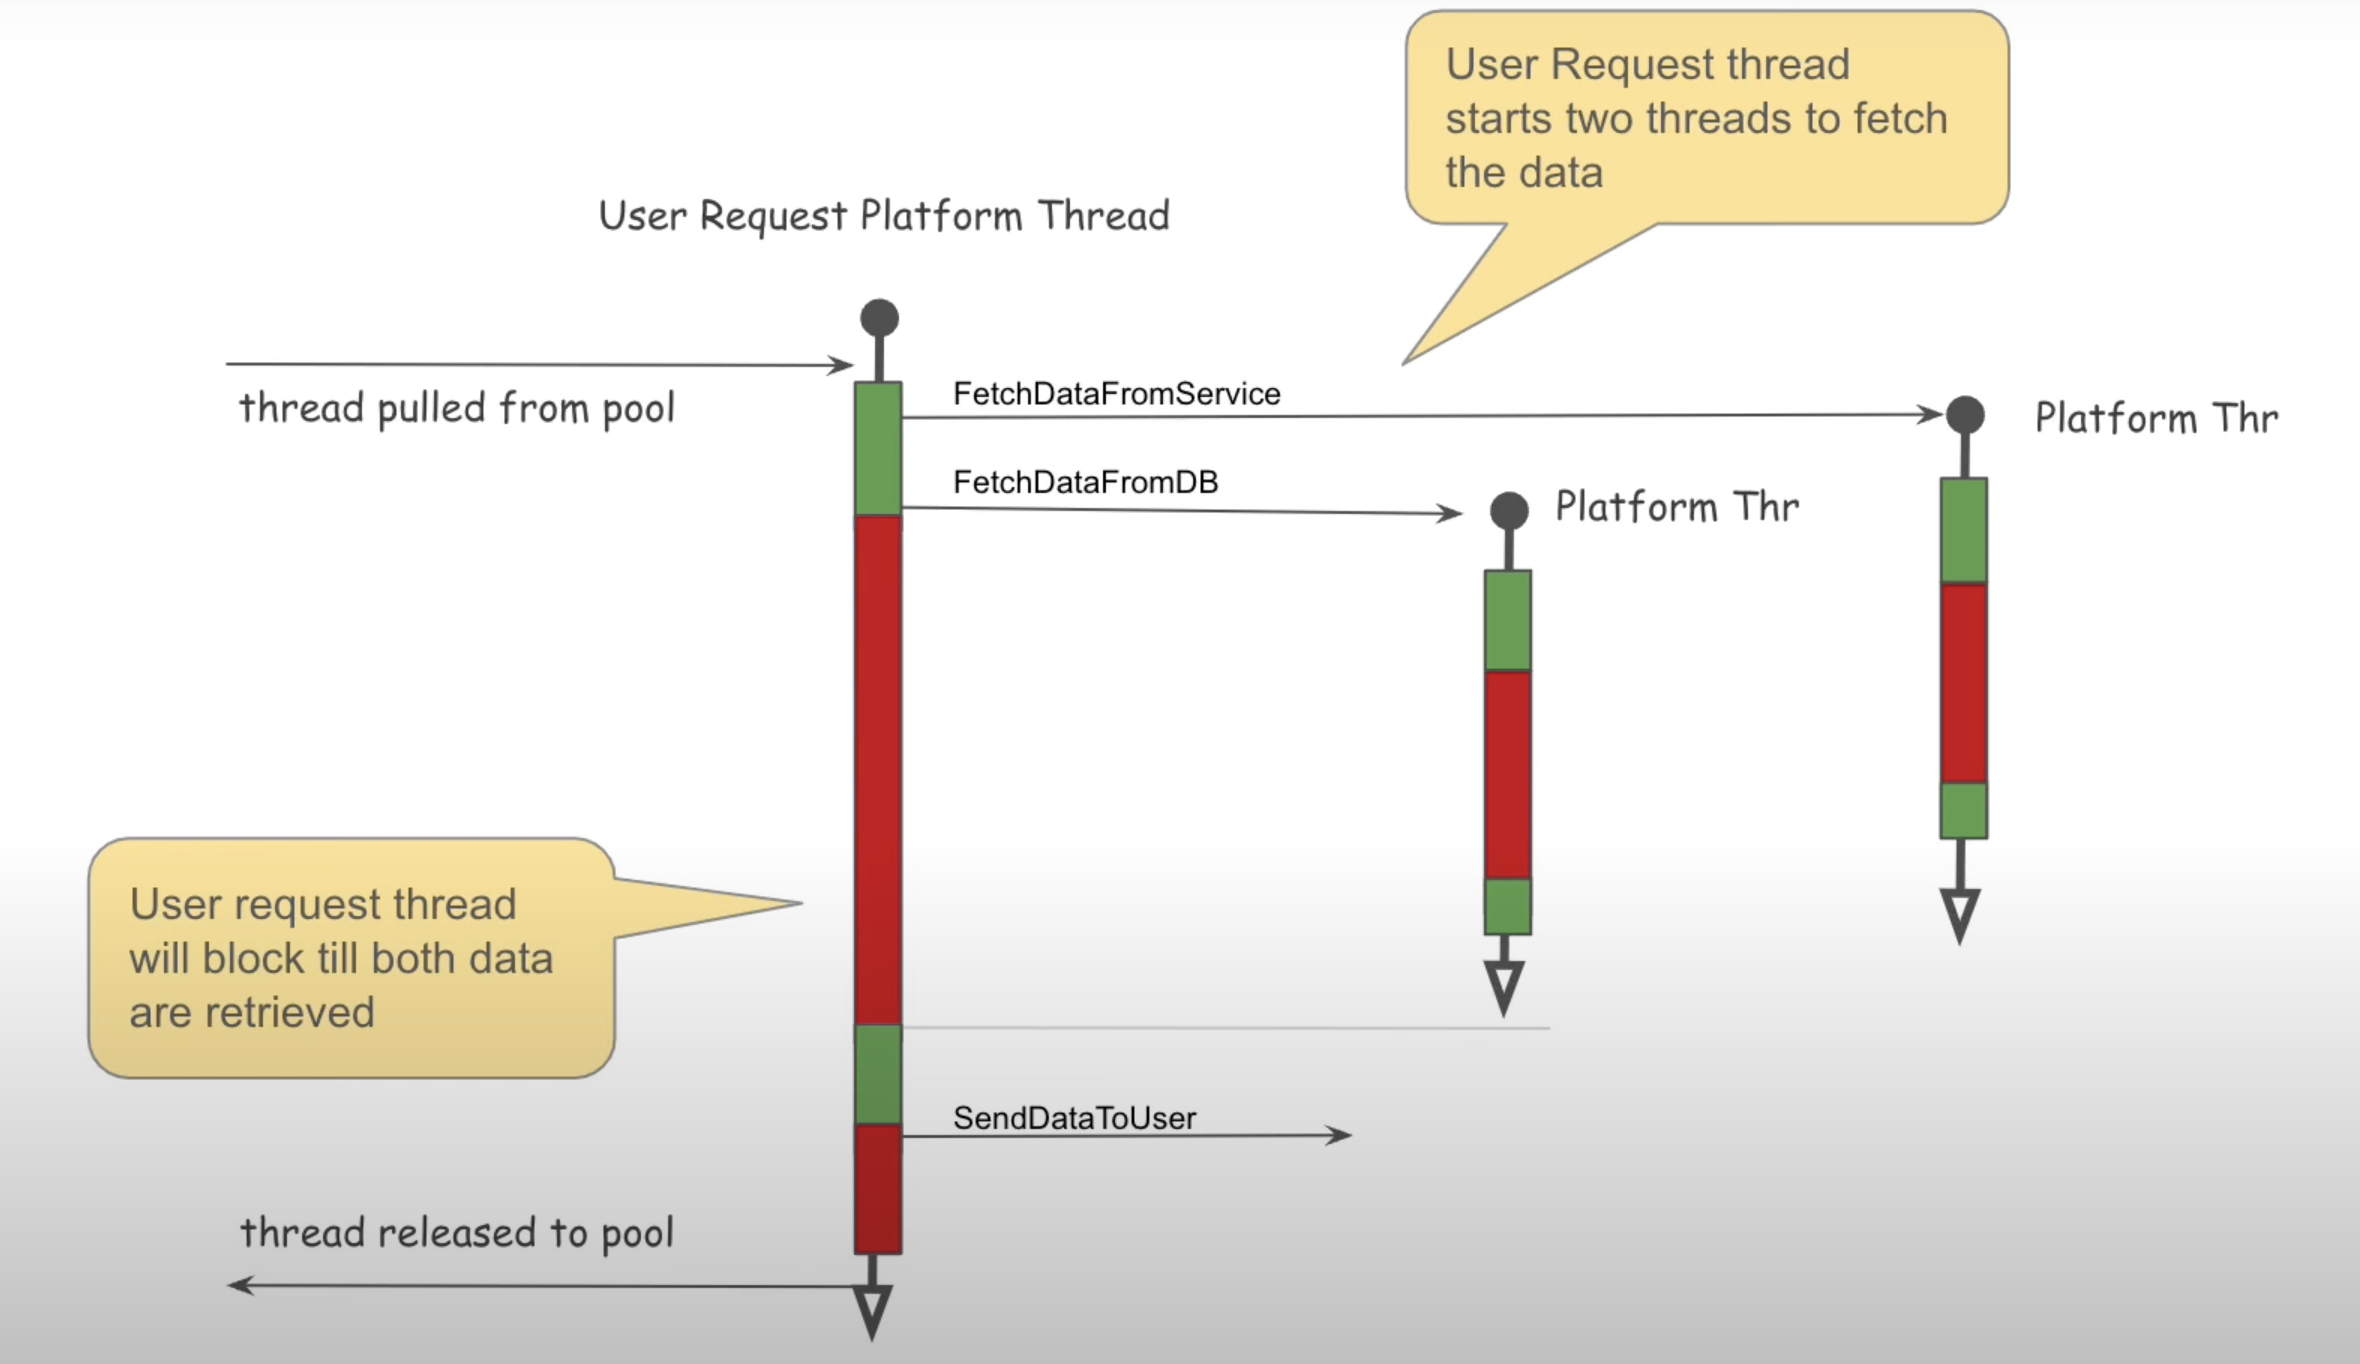 User Request thread
starts two threads to fetch
the data
User Request Platform Thread
thread pulled from pool
FetchDataFromService
Platform Thr
FetchDataFromDB
Platform Thr
User request thread
will block till both data
are retrieved
SendDataToUser
thread released to pool